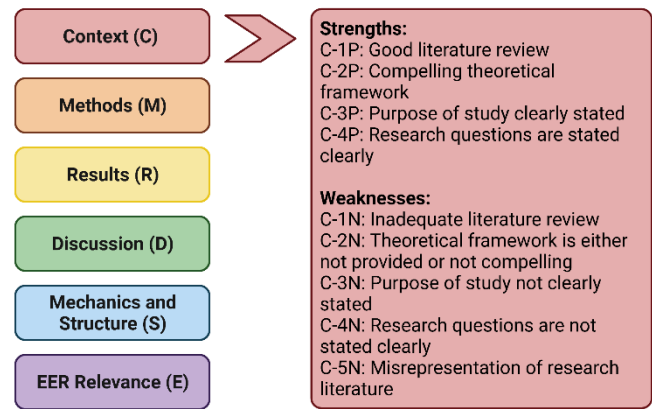 Context (C)
Methods (M)
Results (R)
Discussion (D)
Mechanics and
Structure (S)
EER Relevance (E)
Strengths:
C-1P: Good literature review
C-2P: Compelling theoretical
framework
C-3P: Purpose of study clearly stated
C-4P: Research questions are stated
clearly
Weaknesses:
C-1N: Inadequate literature review
C-2N: Theoretical framework is either
not provided or not compelling
C-3N: Purpose of study not clearly
stated
C-4N: Research questions are not
stated clearly
C-5N: Misrepresentation of research
literature